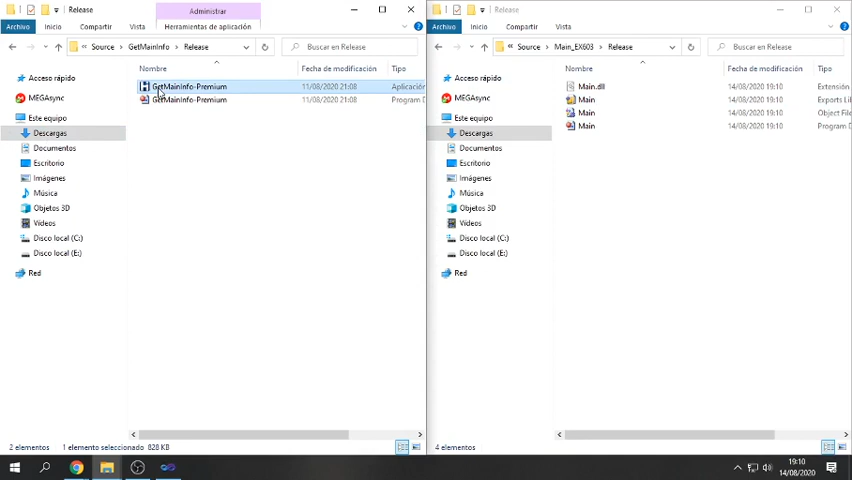 Release
Administrar
Archivo
Inicio
Compartir
Vista
Herramientas de aplicación
Source
GetMainInfo
Release
Buscar en Release
Nombre
Fecha de modificación
Tipo
GetMainInfo-Premium
11/08/2020 21:08
Aplicación
GetMainInfo-Premium
11/08/2020 21:08
Program D
Acceso rápido
MEGAsync
Este equipo
Descargas
Documentos
Escritorio
Imágenes
Música
Objetos 3D
Vídeos
Disco local (C:)
Disco local (E:)
Red
2 elementos
1 elemento seleccionado 828 KB
Release
Archivo
Inicio
Compartir
Vista
Source
Main_EX603
Release
Buscar en Release
Nombre
Fecha de modificación
Tipo
Main.dll
14/08/2020 19:10
Extensión
Main
14/08/2020 19:10
Exports Lib
Main
14/08/2020 19:10
Object File
Main
14/08/2020 19:10
Program D
Acceso rápido
MEGAsync
Este equipo
Descargas
Documentos
Escritorio
Imágenes
Música
Objetos 3D
Vídeos
Disco local (C:)
Disco local (E:)
Red
4 elementos
19:10
14/08/2020